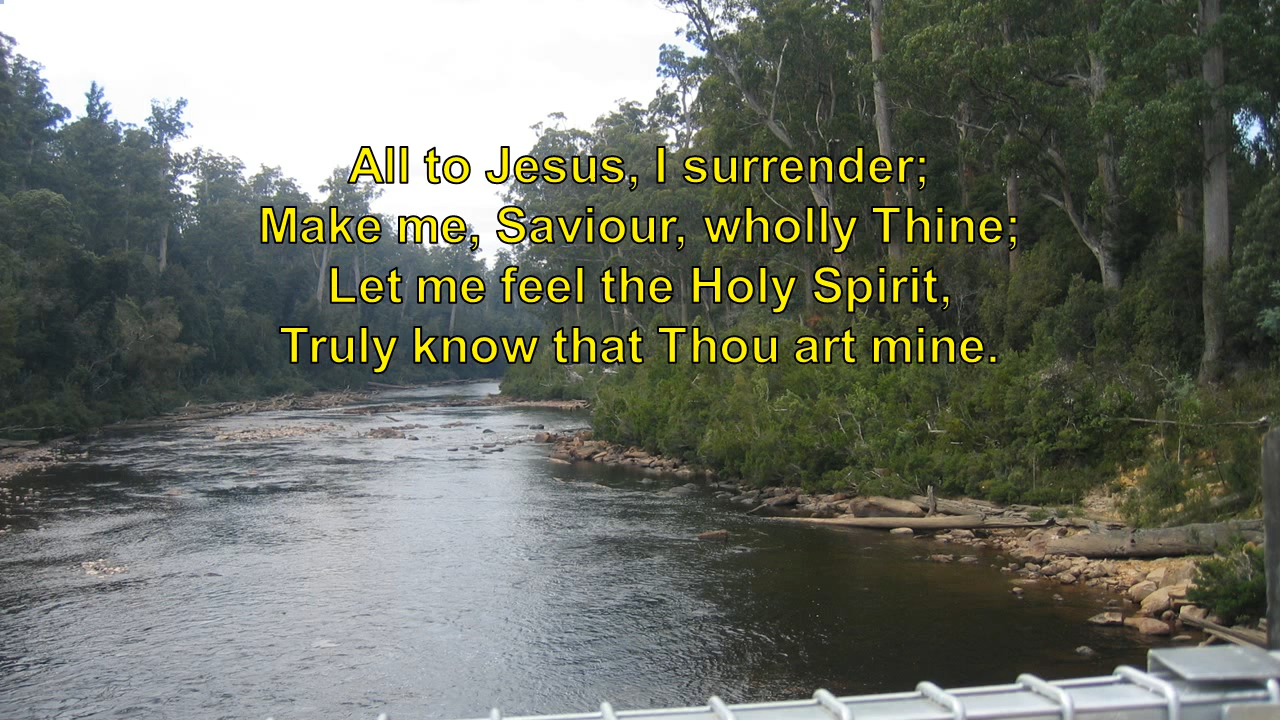 All to Jesus, I surrender;
Make me, Saviour, wholly Thine;
Let me feel the Holy Spirit,
Truly know that Thou art mine.